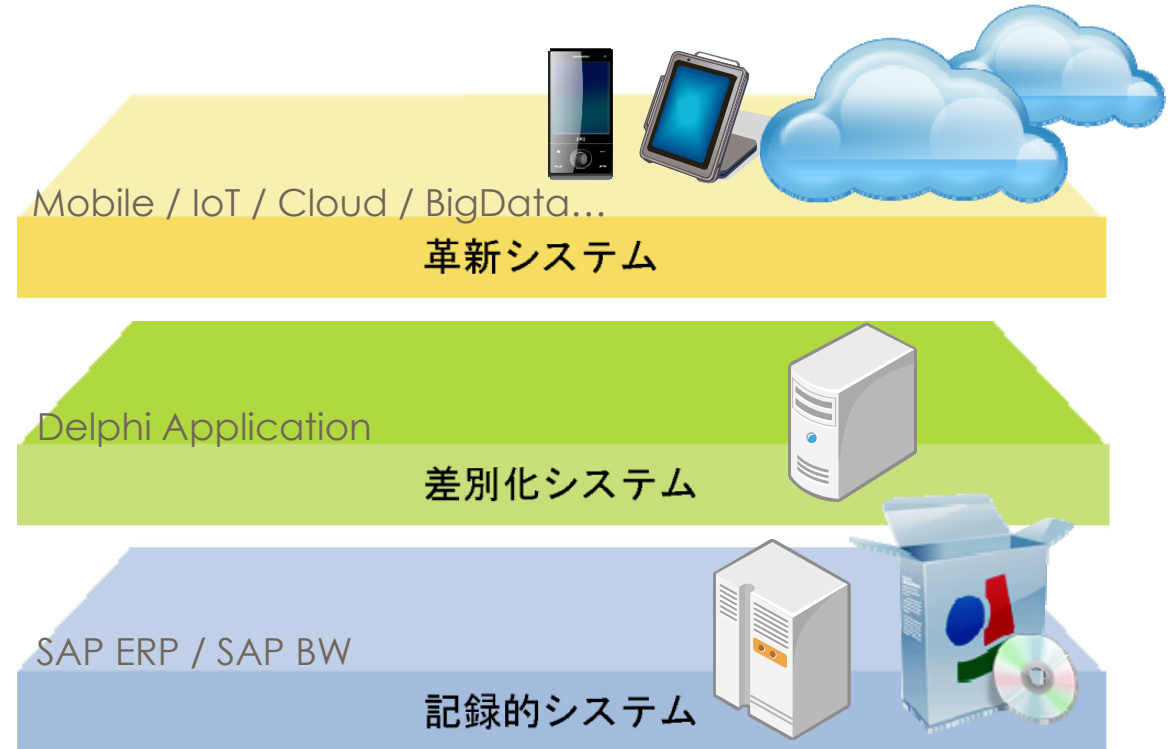 Mobile / IoT / Cloud / BigData…
革新システム
Delphi Application
差別化システム
SAP ERP / SAP BW
記録的システム